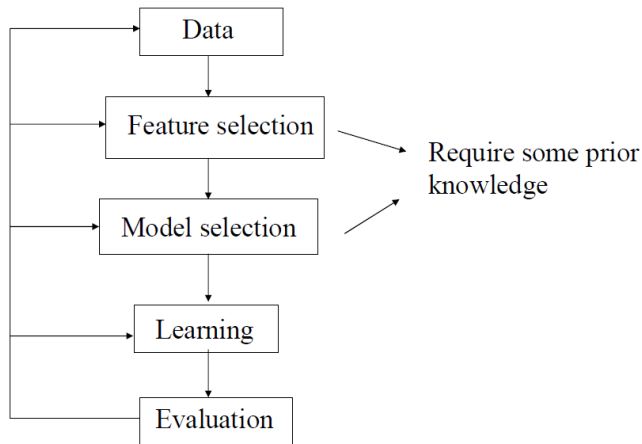 Data
Feature selection
Require some prior
knowledge
Model selection
Learning
Evaluation